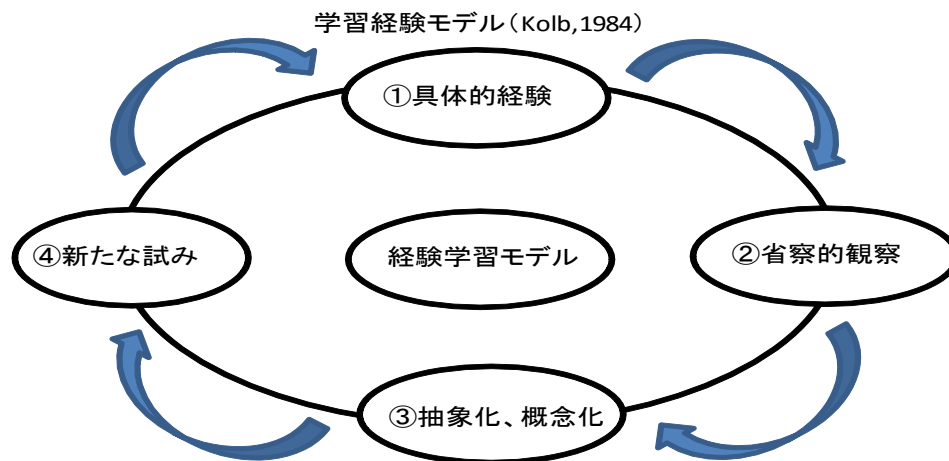 学習経験モデル（Kolb,1984）
①具体的経験
④新たな試み
経験学習モデル
②省察的観察
③抽象化、概念化